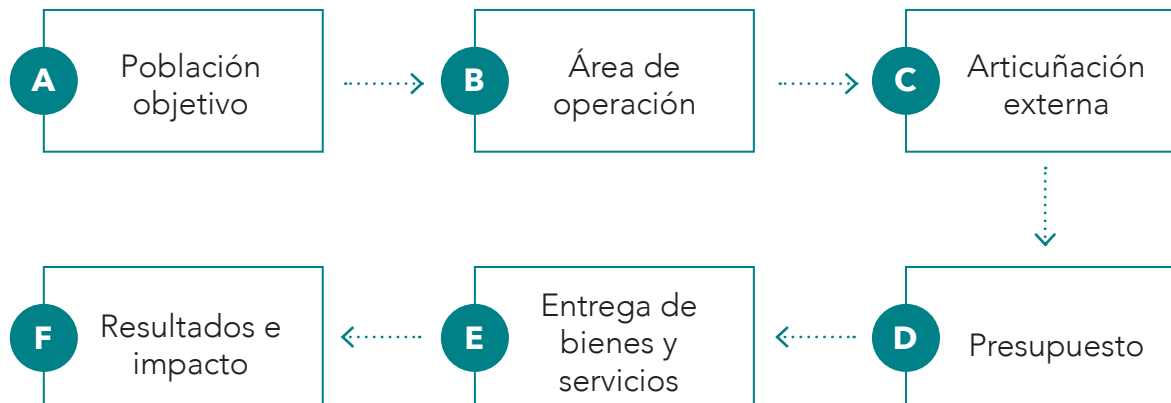 A
Población
objetivo
B
Área de
operación
C
Articuñación
externa
D
Presupuesto
E
Entrega de
bienes y
servicios
F
Resultados e
impacto